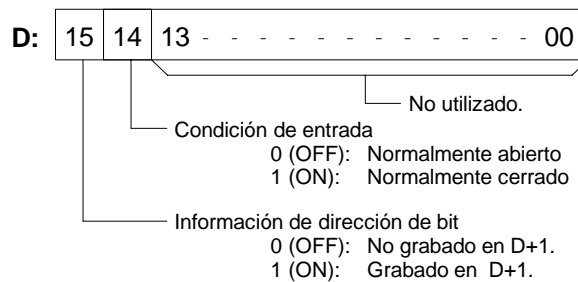 D: 15 14 13 - - - - - - - - - - - - 00
No utilizado.
Condición de entrada
0 (OFF): Normalmente abierto
1 (ON): Normalmente cerrado
Información de dirección de bit
0 (OFF): No grabado en D+1.
1 (ON): Grabado en D+1.